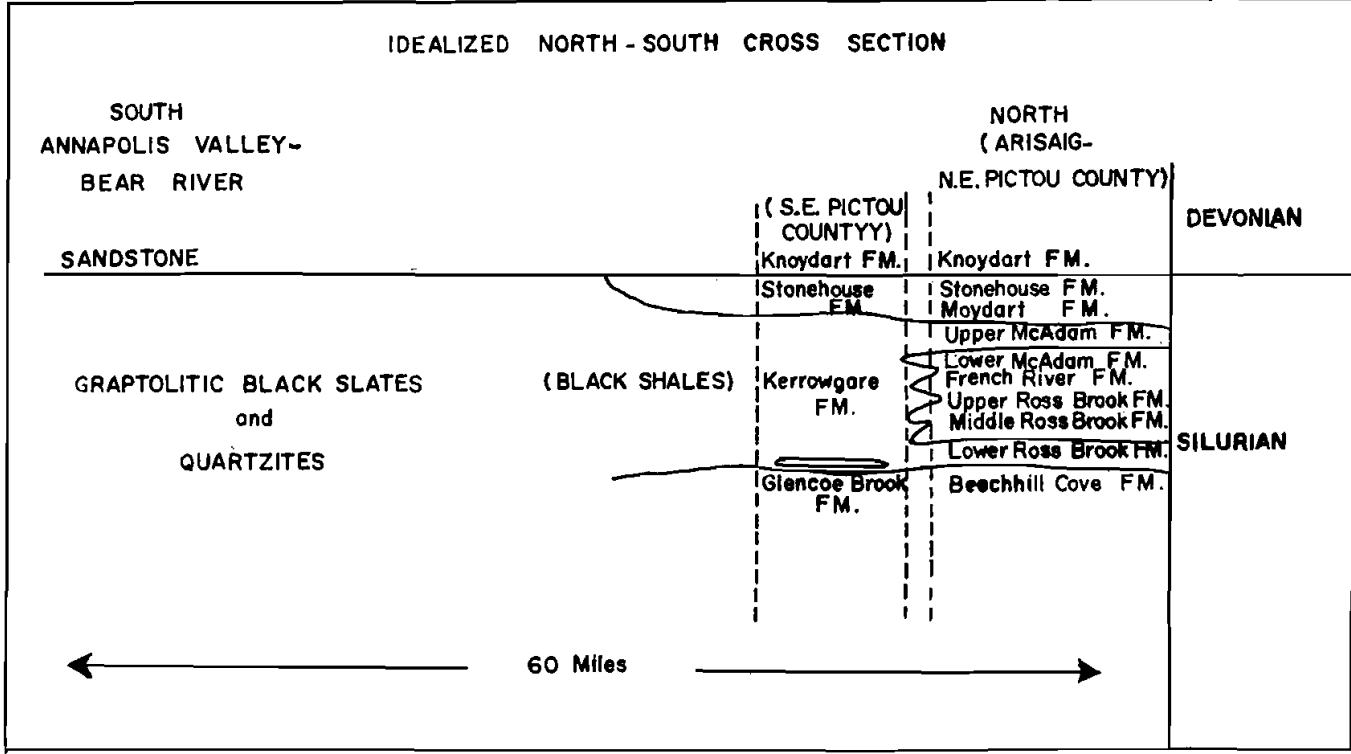 IDEALIZED NORTH - SOUTH CROSS SECTION
SOUTH
ANNAPOLIS VALLEY-
BEAR RIVER
NORTH
( ARISAIG-
N.E. PICTOU COUNTY)
( S.E. PICTOU
COUNTYY)
DEVONIAN
SANDSTONE
Knoydart FM.
Knoydart FM.
Stonehouse
FM.
Stonehouse FM.
Moydart FM.
Upper McAdam FM.
Lower McAdam FM.
French River FM.
Upper Ross Brook FM.
Middle Ross Brook FM.
Lower Ross Brook FM.
GRAPTOLITIC BLACK SLATES
and
QUARTZITES
(BLACK SHALES)
Kerrowgare
FM.
SILURIAN
Glencoe Brook
FM.
Beechhill Cove FM.
60 Miles